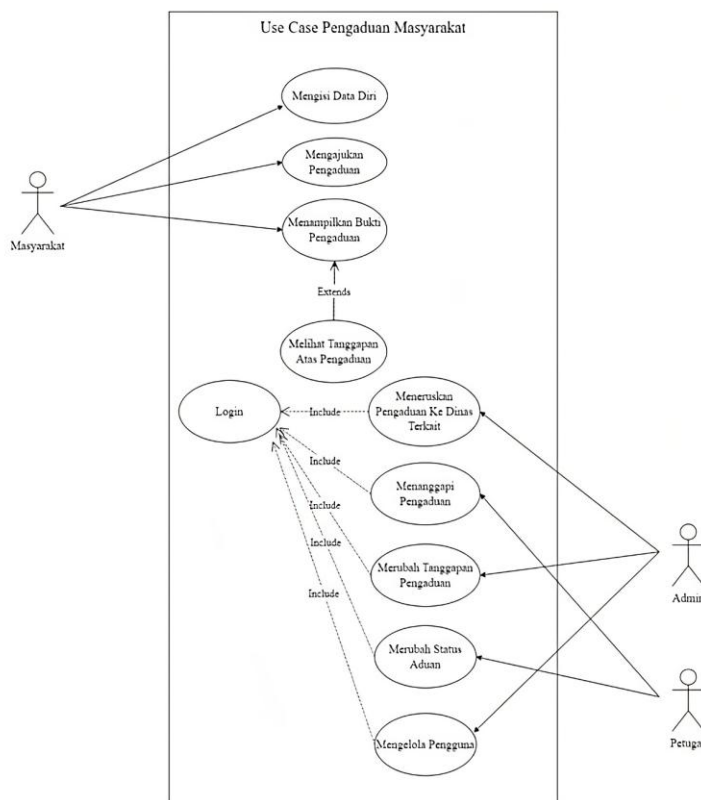 Use Case Pengaduan Masyarakat
Mengisi Data Diri
Mengajukan
Pengaduan
Menampilkan Bukti
Pengaduan
Masyarakat
Extends
Melihat Tanggapan
Atas Pengaduan
Login
Include
Meneruskan
Pengaduan Ke Dinas
Terkait
Include
Menanggapi
Pengaduan
Include
Merubah Tanggapan
Pengaduan
Admin
Include
Include
Merubah Status
Aduan
Petuga
Mengelola Pengguna